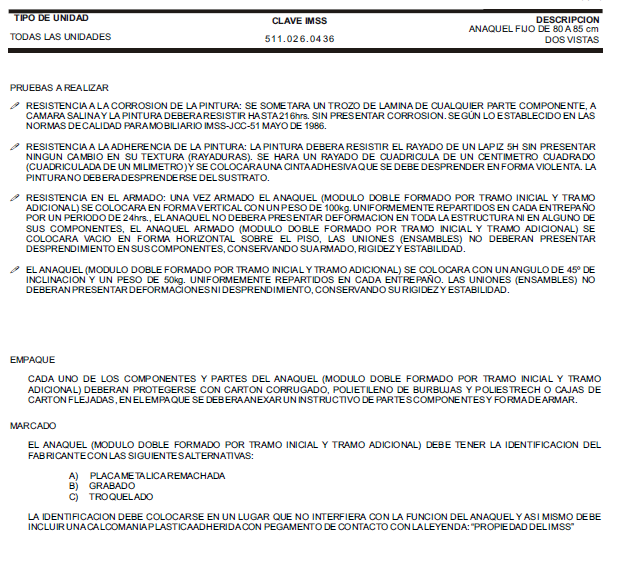 TIPO DE UNIDAD
CLAVE IMSS
DESCRIPCION
TODAS LAS UNIDADES
511.026.0436
ANAQUEL FIJO DE 80 A 85 cm
DOS VISTAS
PRUEBAS A REALIZAR
RESISTENCIA A LA CORROSION DE LA PINTURA: SE SOMETARA UN TROZO DE LAMINA DE CUALQUIER PARTE COMPONENTE, A
CAMARA SALINA Y LA PINTURA DEBERA RESISTIR HASTA 216hrs. SIN PRESENTAR CORROSION. SEGÚN LO ESTABLECIDO EN LAS
NORMAS DE CALIDAD PARA MOBILIARIO IMSS-JCC-51 MAYO DE 1986.
RESISTENCIA A LA ADHERENCIA DE LA PINTURA: LA PINTURA DEBERA RESISTIR EL RAYADO DE UN LAPIZ 5H SIN PRESENTAR
NINGUN CAMBIO EN SU TEXTURA (RAYADURAS). SE HARA UN RAYADO DE CUADRICULA DE UN CENTIMETRO CUADRADO
(CUADRICULADA DE UN MILIMETRO) Y SE COLOCARA UNA CINTA ADHESIVA QUE SE DEBE DESPRENDER EN FORMA VIOLENTA. LA
PINTURA NO DEBERA DESPRENDERSE DEL SUSTRATO.
RESISTENCIA EN EL ARMADO: UNA VEZ ARMADO EL ANAQUEL (MODULO DOBLE FORMADO POR TRAMO INICIAL Y TRAMO
ADICIONAL) SE COLOCARA EN FORMA VERTICAL CON UN PESO DE 100kg. UNIFORMEMENTE REPARTIDOS EN CADA ENTREPAÑO
POR UN PERIODO DE 24hrs., EL ANAQUEL NO DEBERA PRESENTAR DEFORMACION EN TODA LA ESTRUCTURA NI EN ALGUNO DE
SUS COMPONENTES, EL ANAQUEL ARMADO (MODULO DOBLE FORMADO POR TRAMO INICIAL Y TRAMO ADICIONAL) SE
COLOCARA VACIO EN FORMA HORIZONTAL SOBRE EL PISO, LAS UNIONES (ENSAMBLES) NO DEBERAN PRESENTAR
DESPRENDIMIENTO EN SUS COMPONENTES, CONSERVANDO SU ARMADO, RIGIDEZ Y ESTABILIDAD.
EL ANAQUEL (MODULO DOBLE FORMADO POR TRAMO INICIAL Y TRAMO ADICIONAL) SE COLOCARA CON UN ANGULO DE 45º DE
INCLINACION Y UN PESO DE 50kg. UNIFORMEMENTE REPARTIDOS EN CADA ENTREPAÑO. LAS UNIONES (ENSAMBLES) NO
DEBERAN PRESENTAR DEFORMACIONES NI DESPRENDIMIENTO, CONSERVANDO SU RIGIDEZ Y ESTABILIDAD.
EMPAQUE
CADA UNO DE LOS COMPONENTES Y PARTES DEL ANAQUEL (MODULO DOBLE FORMADO POR TRAMO INICIAL Y TRAMO
ADICIONAL) DEBERAN PROTEGERSE CON CARTON CORRUGADO, POLIETILENO DE BURBUJAS Y POLIESTRECH O CAJAS DE
CARTON FLEJADAS, EN EL EMPAQUE SE DEBERA ANEXAR UN INSTRUCTIVO DE PARTES COMPONENTES Y FORMA DE ARMAR.
MARCADO
EL ANAQUEL (MODULO DOBLE FORMADO POR TRAMO INICIAL Y TRAMO ADICIONAL) DEBE TENER LA IDENTIFICACION DEL
FABRICANTE CON LAS SIGUIENTES ALTERNATIVAS:
A) PLACA METALICA REMACHADA
B) GRABADO
C) TROQUELADO
LA IDENTIFICACION DEBE COLOCARSE EN UN LUGAR QUE NO INTERFIERA CON LA FUNCION DEL ANAQUEL Y ASI MISMO DEBE
INCLUIR UNA CALCOMANIA PLASTICA ADHERIDA CON PEGAMENTO DE CONTACTO CON LA LEYENDA: "PROPIEDAD DEL IMSS"